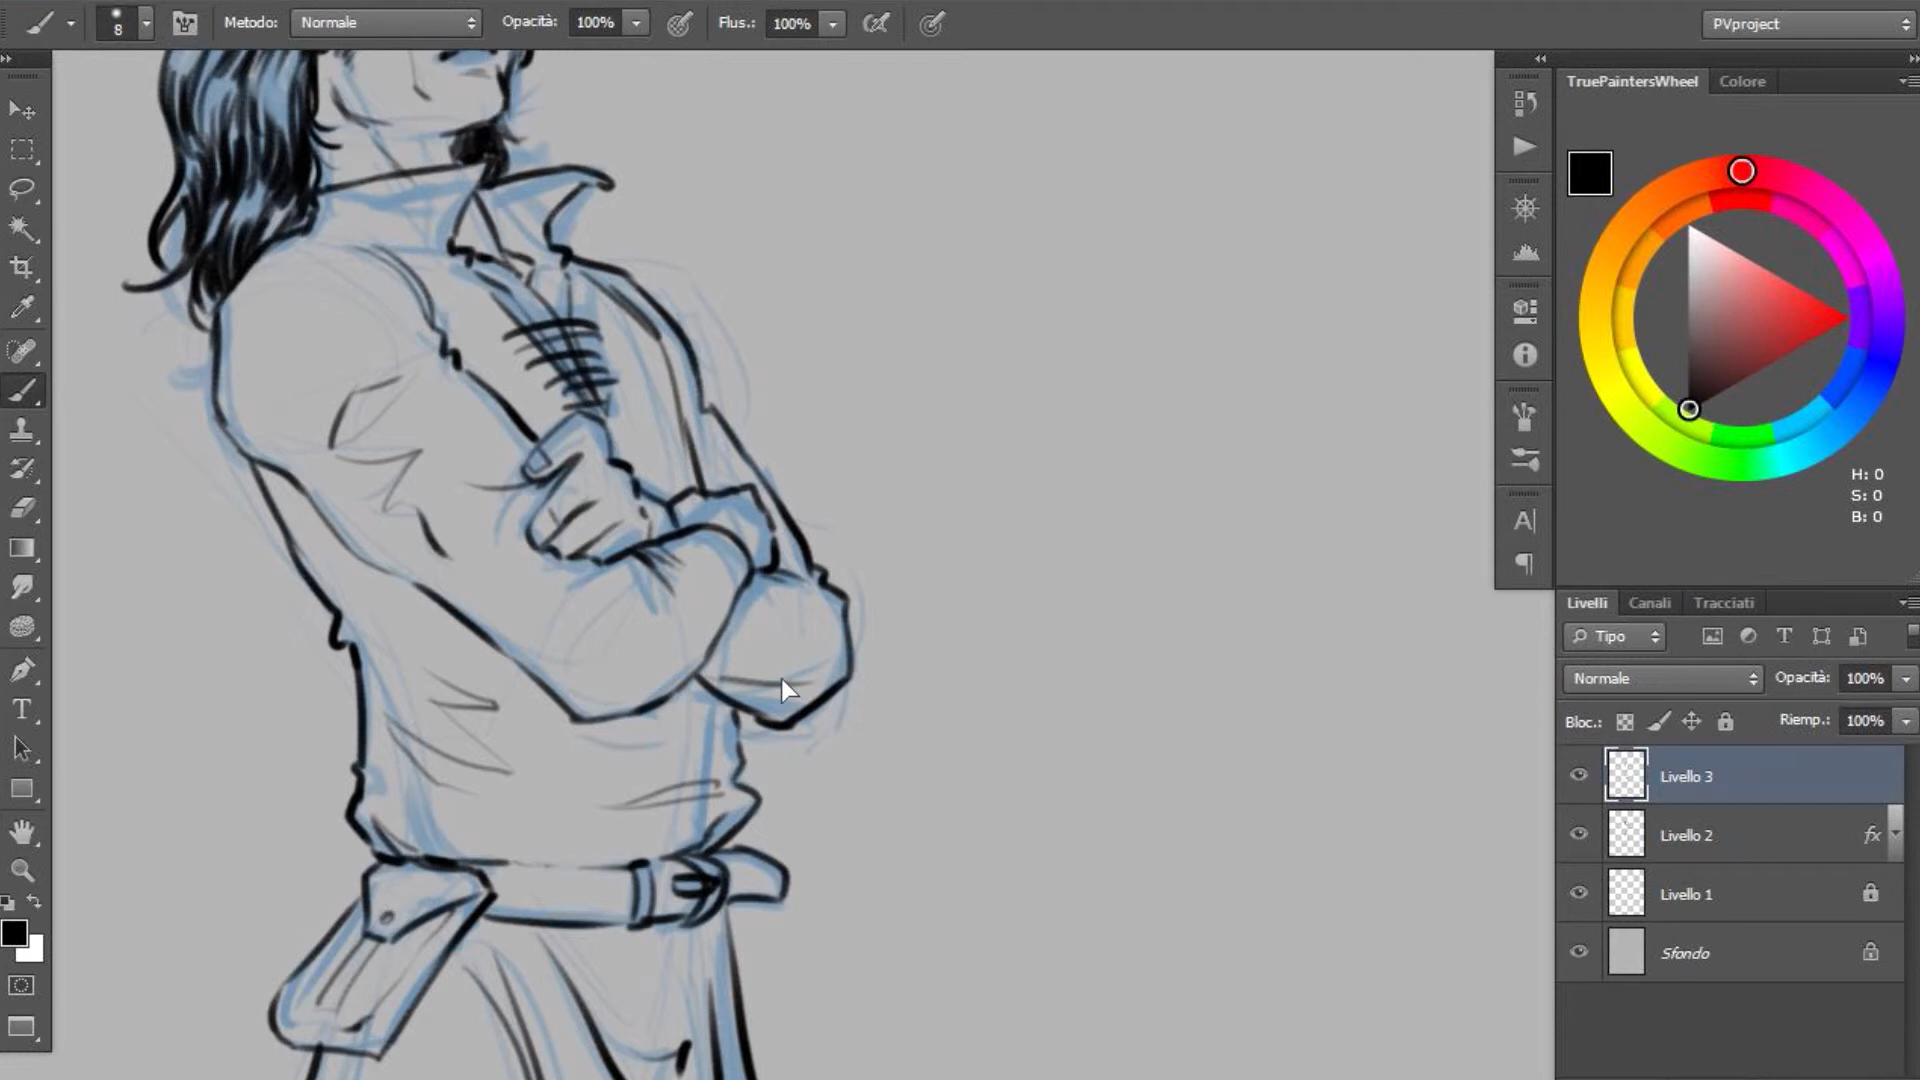 8 Metodo: Normale Opacità: 100% Flus.: 100% PVproject
TruePaintersWheel Colore
H: 0
S: 0
B: 0
Livelli Canali Tracciati
Tipo
Normale Opacità: 100%
Bloc.: Riemp.: 100%
Livello 3
Livello 2 fx
Livello 1
Sfondo